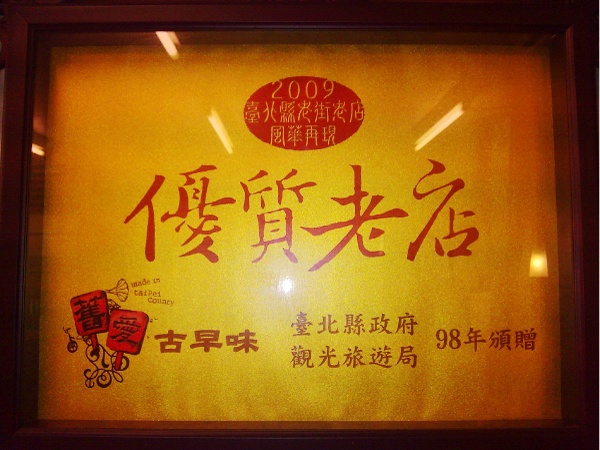 2009
臺北縣老街老店
風華再現
優質老店
made in
taipei
county
舊愛
古早味
臺北縣政府
觀光旅遊局
98年頒贈